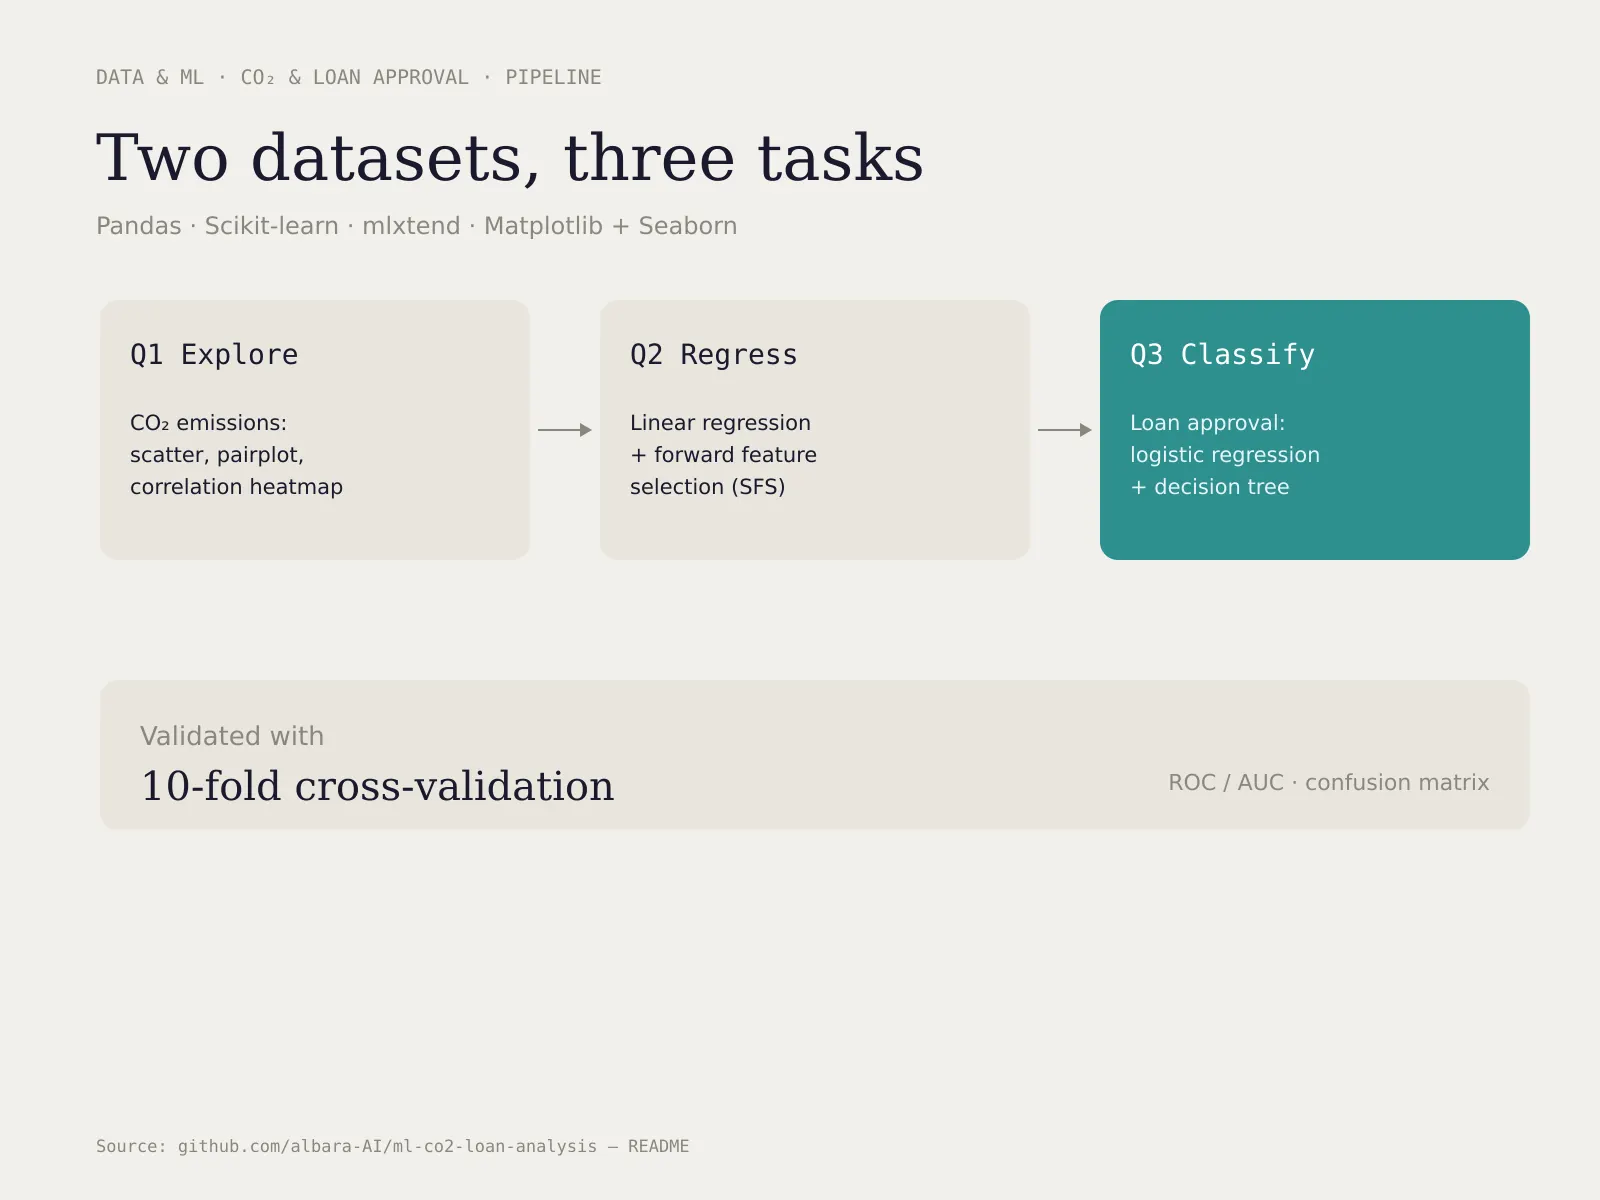 DATA & ML · CO₂ & LOAN APPROVAL · PIPELINE
Two datasets, three tasks
Pandas · Scikit-learn · mlxtend · Matplotlib + Seaborn
Q1 Explore
CO₂ emissions:
scatter, pairplot,
correlation heatmap
Q2 Regress
Linear regression
+ forward feature
selection (SFS)
Q3 Classify
Loan approval:
logistic regression
+ decision tree
Validated with
10-fold cross-validation
ROC / AUC · confusion matrix
Source: github.com/albara-AI/ml-co2-loan-analysis — README